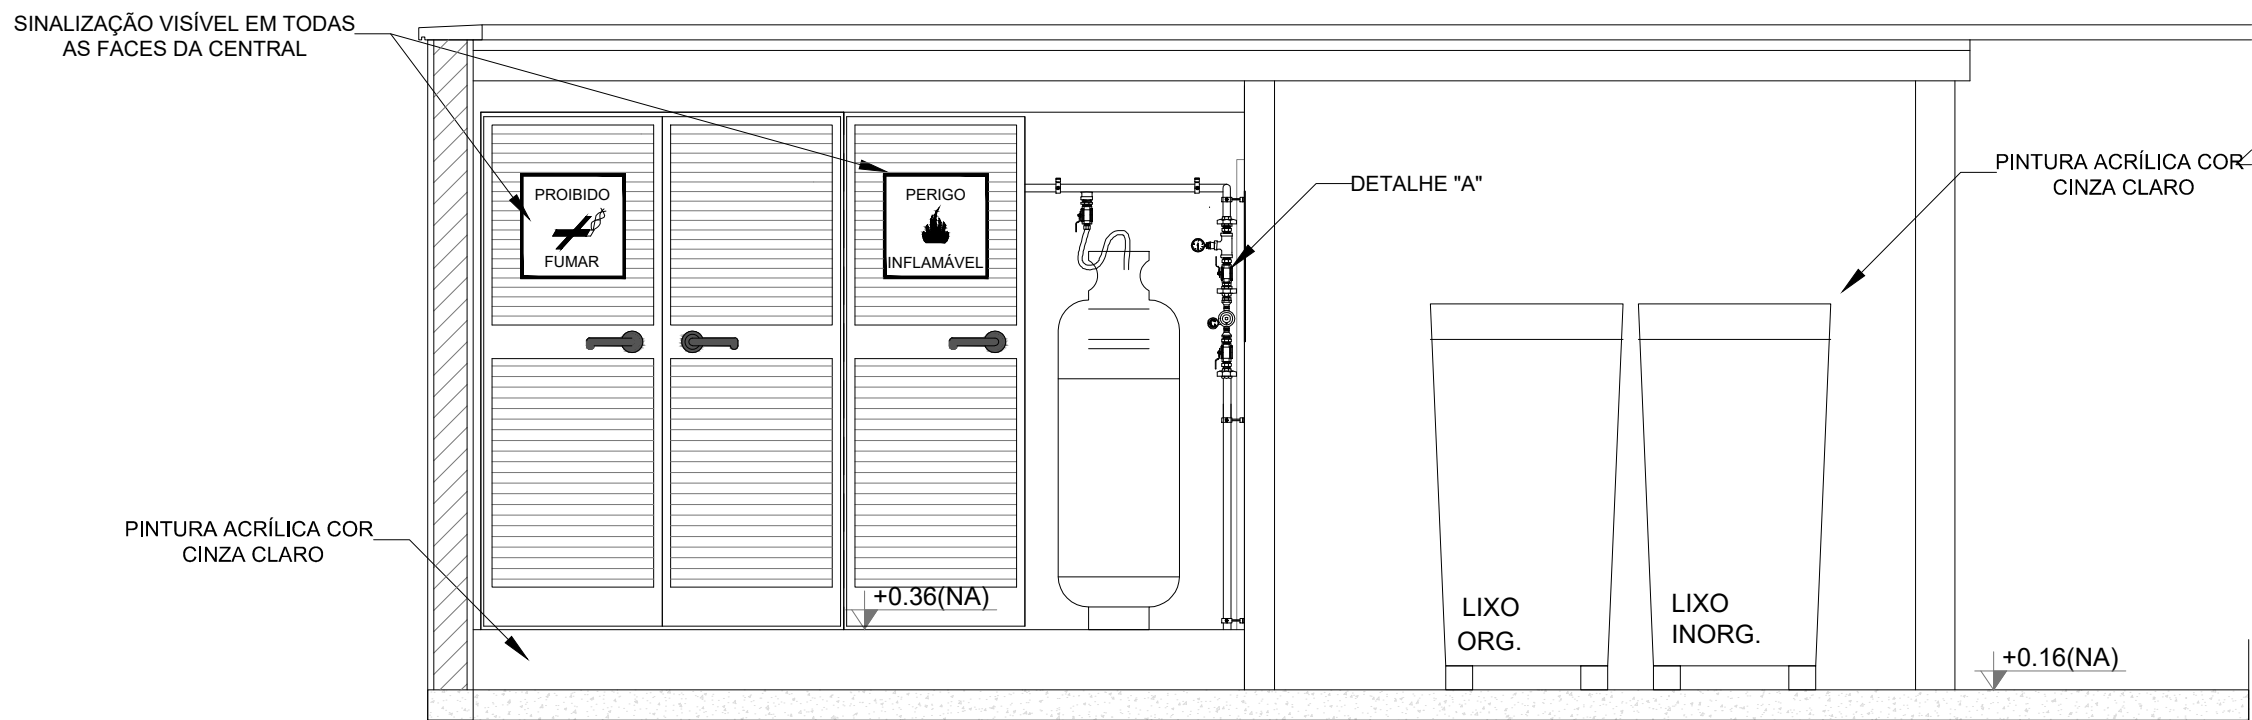 SINALIZAÇÃO VISÍVEL EM TODAS
AS FACES DA CENTRAL
PROIBIDO
FUMAR
PERIGO
INFLAMÁVEL
DETALHE "A"
PINTURA ACRÍLICA COR
CINZA CLARO
PINTURA ACRÍLICA COR
CINZA CLARO
+0.36(NA)
LIXO
ORG.
LIXO
INORG.
+0.16(NA)